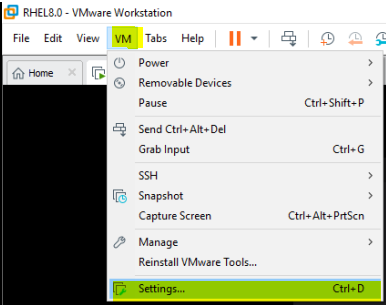 RHEL8.0 - VMware Workstation
File Edit View VM Tabs Help
Home
Power
Removable Devices
Pause Ctrl+Shift+P
Send Ctrl+Alt+Del
Grab Input Ctrl+G
SSH
Snapshot
Capture Screen Ctrl+Alt+PrtScn
Manage
Reinstall VMware Tools...
Settings... Ctrl+D